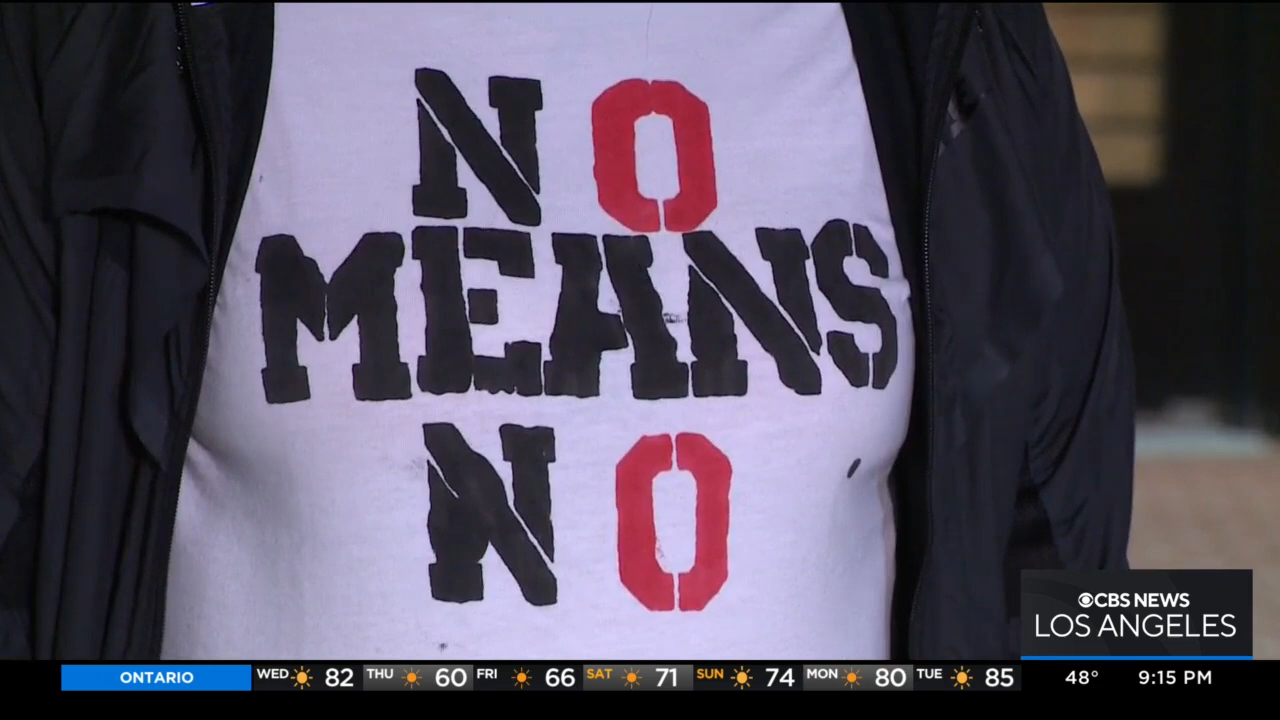 NO
MEANS
NO
CBS NEWS
LOS ANGELES
ONTARIO WED 82 THU 60 FRI 66 SAT 71 SUN 74 MON 80 TUE 85 48° 9:15 PM